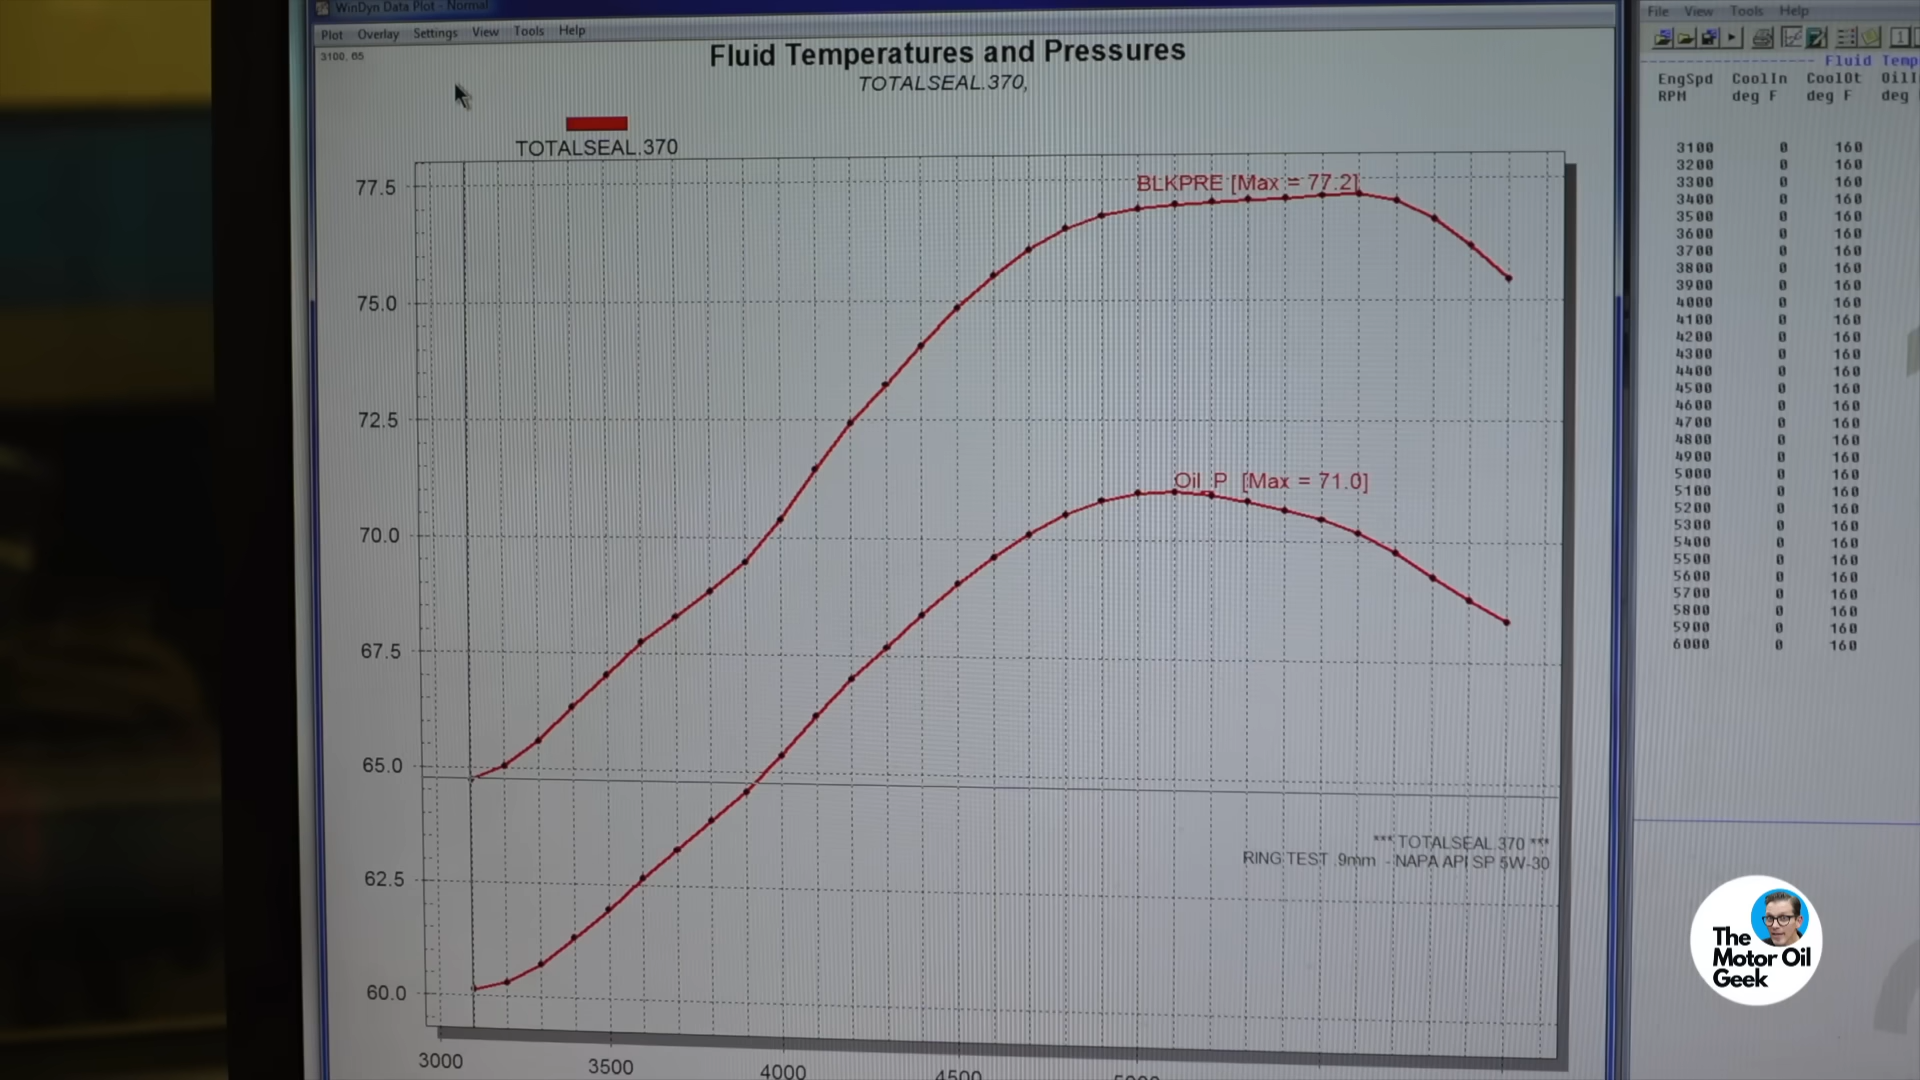 WinDyn Data Plot - Normal
Plot Overlay Settings View Tools Help
3100, 65
Fluid Temperatures and Pressures
TOTALSEAL.370,
TOTALSEAL.370
77.5
75.0
72.5
70.0
67.5
65.0
62.5
60.0
BLKPRE [Max = 77.2]
Oil_P [Max = 71.0]
*** TOTALSEAL.370 ***
RING TEST .9mm - NAPA API SP 5W-30
3000 3500 4000 4500 5000
File View Tools Help
Fluid Temp
EngSpd CoolIn CoolOt
RPM deg F deg F deg
3100 0 160
3200 0 160
3300 0 160
3400 0 160
3500 0 160
3600 0 160
3700 0 160
3800 0 160
3900 0 160
4000 0 160
4100 0 160
4200 0 160
4300 0 160
4400 0 160
4500 0 160
4600 0 160
4700 0 160
4800 0 160
4900 0 160
5000 0 160
5100 0 160
5200 0 160
5300 0 160
5400 0 160
5500 0 160
5600 0 160
5700 0 160
5800 0 160
5900 0 160
6000 0 160
The
Motor Oil
Geek